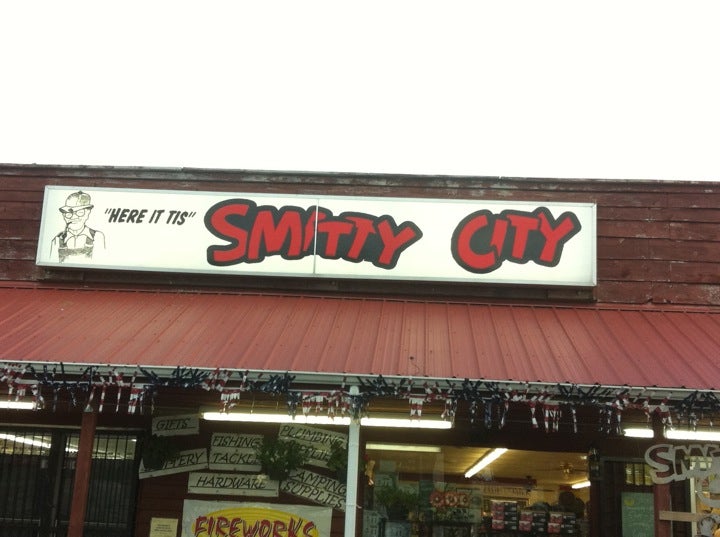 "HERE IT TIS" SMITTY CITY
GIFTS
FISHING TACKLE
PLUMBING
HARDWARE
CAMPING SUPPLIES
FIREWORKS